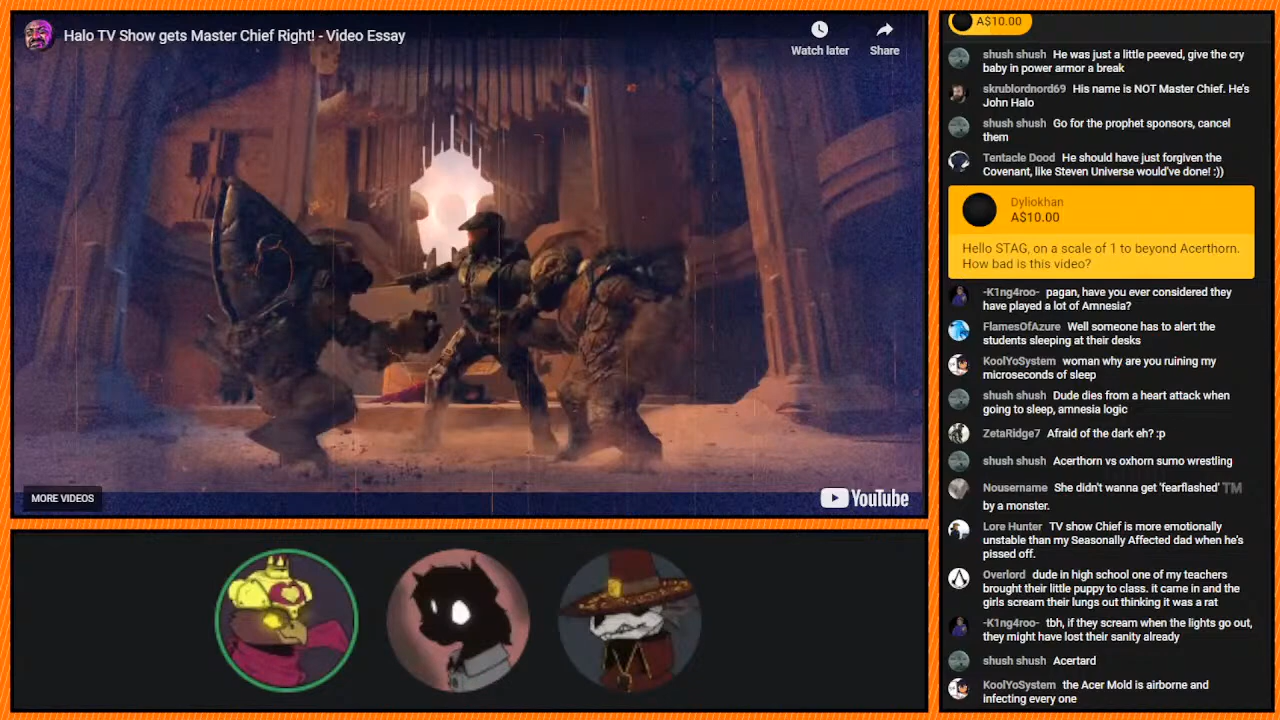 Halo TV Show gets Master Chief Right! - Video Essay
Watch later
Share
MORE VIDEOS
YouTube
A$10.00
shush shush He was just a little peeved, give the cry
baby in power armor a break
skrublordnord69 His name is NOT Master Chief. He's
John Halo
shush shush Go for the prophet sponsors, cancel
them
Tentacle Dood He should have just forgiven the
Covenant, like Steven Universe would've done! :))
Dyliokhan
A$10.00
Hello STAG, on a scale of 1 to beyond Acerthorn.
How bad is this video?
-K1ng4roo- pagan, have you ever considered they
have played a lot of Amnesia?
FlamesOfAzure Well someone has to alert the
students sleeping at their desks
KoolYoSystem woman why are you ruining my
microseconds of sleep
shush shush Dude dies from a heart attack when
going to sleep, amnesia logic
ZetaRidge7 Afraid of the dark eh? :p
shush shush Acerthorn vs oxhorn sumo wrestling
Nousername She didn't wanna get 'fearflashed' ™
by a monster.
Lore Hunter TV show Chief is more emotionally
unstable than my Seasonally Affected dad when he's
pissed off.
Overlord dude in high school one of my teachers
brought their little puppy to class. it came in and the
girls scream their lungs out thinking it was a rat
-K1ng4roo- tbh, if they scream when the lights go out,
they might have lost their sanity already
shush shush Acertard
KoolYoSystem the Acer Mold is airborne and
infecting every one